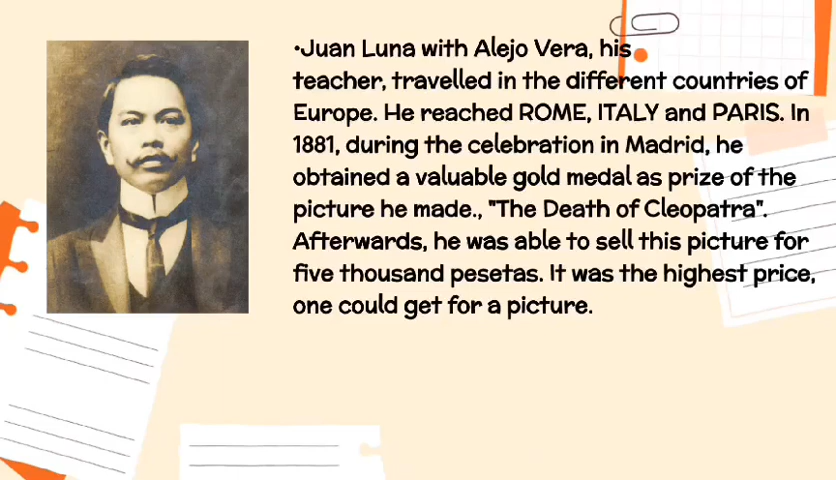 •Juan Luna with Alejo Vera, his
teacher, travelled in the different countries of
Europe. He reached ROME, ITALY and PARIS. In
1881, during the celebration in Madrid, he
obtained a valuable gold medal as prize of the
picture he made., "The Death of Cleopatra".
Afterwards, he was able to sell this picture for
five thousand pesetas. It was the highest price,
one could get for a picture.